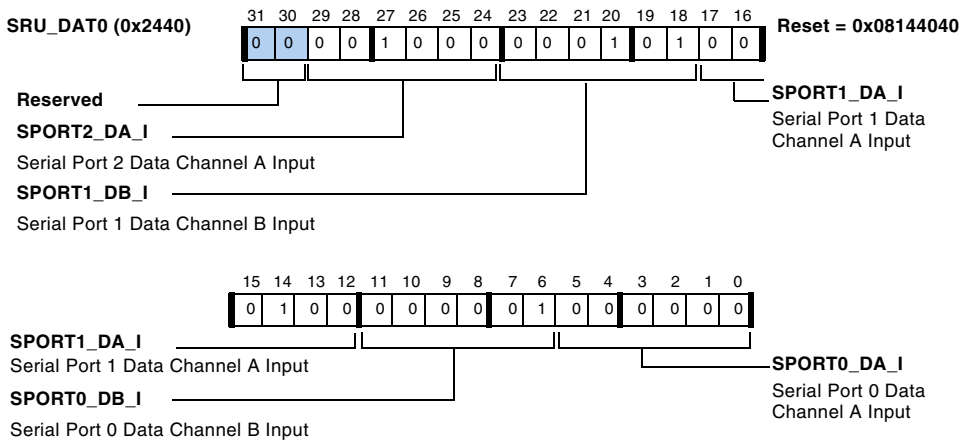 31 30 29 28 27 26 25 24 23 22 21 20 19 18 17 16
SRU_DAT0 (0x2440)
Reset = 0x08144040
0 0 0 0 1 0 0 0 0 0 0 1 0 1 0 0
Reserved
SPORT1_DA_I
Serial Port 1 Data
Channel A Input
SPORT2_DA_I
Serial Port 2 Data Channel A Input
SPORT1_DB_I
Serial Port 1 Data Channel B Input
15 14 13 12 11 10 9 8 7 6 5 4 3 2 1 0
0 1 0 0 0 0 0 0 0 1 0 0 0 0 0 0
SPORT1_DA_I
Serial Port 1 Data Channel A Input
SPORT0_DA_I
Serial Port 0 Data
Channel A Input
SPORT0_DB_I
Serial Port 0 Data Channel B Input